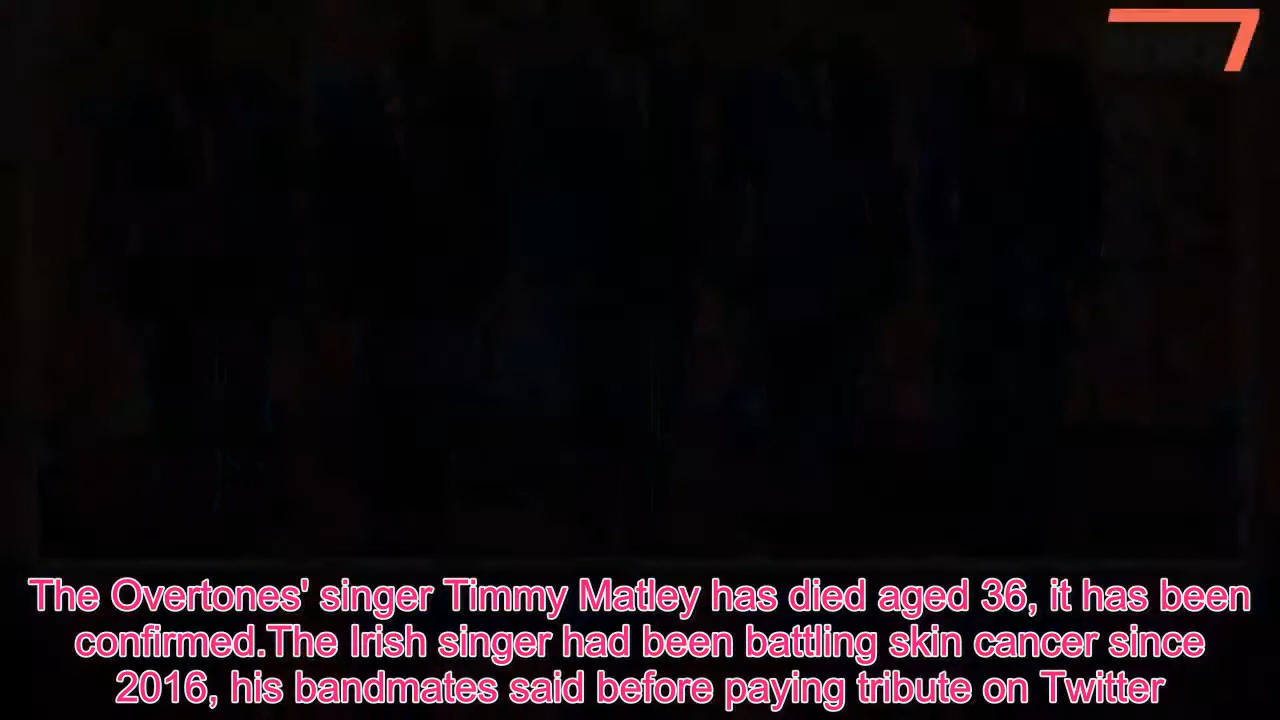 The Overtones' singer Timmy Matley has died aged 36, it has been
confirmed.The Irish singer had been battling skin cancer since
2016, his bandmates said before paying tribute on Twitter